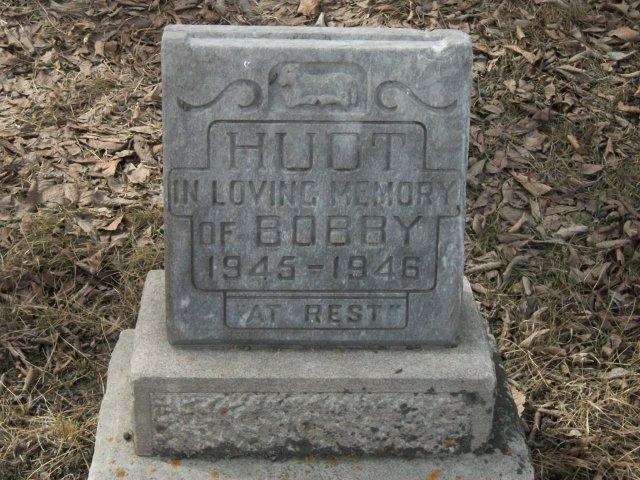 HUOT
IN LOVING MEMORY
OF BOBBY
1945-1946
"AT REST"